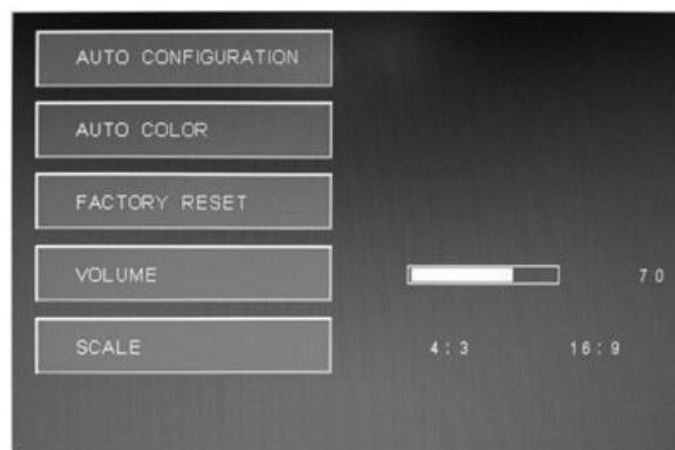 AUTO CONFIGURATION
AUTO COLOR
FACTORY RESET
VOLUME 70
SCALE 4:3 16:9